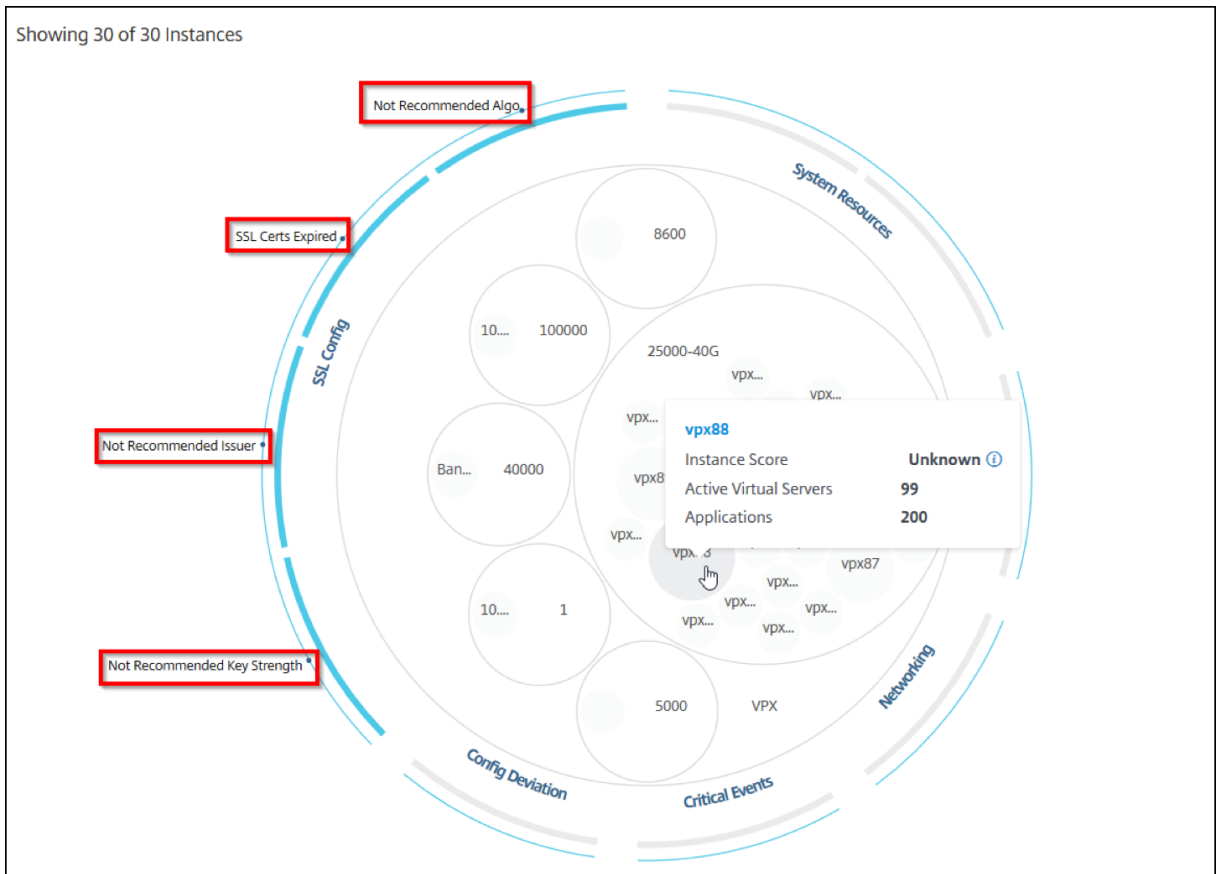 Showing 30 of 30 Instances
Not Recommended Algo
System Resources
8600
SSL Certs Expired
10.... 100000
SSL Config
25000-40G
vpx...
vpx...
vpx...
vpx88
Instance Score Unknown
Active Virtual Servers 99
Applications 200
Not Recommended Issuer
Ban... 40000
vpx8
vpx...
vpx87
vpx...
10.... 1
vpx...
vpx...
vpx...
vpx...
Not Recommended Key Strength
Networking
5000 VPX
Config Deviation
Critical Events